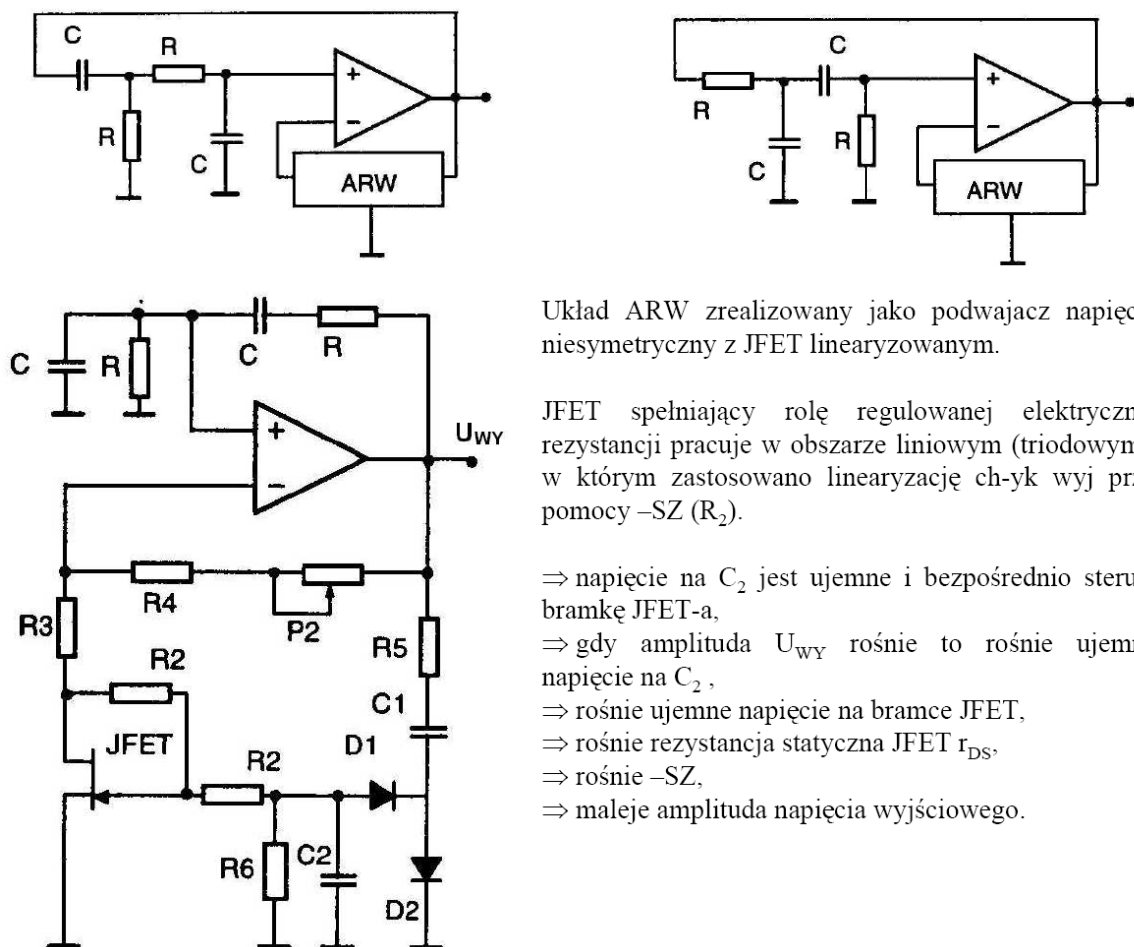 C
R
R
C
+
−
ARW
C
R
C
R
+
−
ARW
C
R
C
R
+
−
UWY
R4
P2
R3
R2
R5
C1
JFET
D1
R2
R6
C2
D2
Układ ARW zrealizowany jako podwajacz napięc
niesymetryczny z JFET linearyzowanym.
JFET spełniający rolę regulowanej elektryczn
rezystancji pracuje w obszarze liniowym (triodowym
w którym zastosowano linearyzację ch-yk wyj prz
pomocy –SZ (R2).
⇒ napięcie na C2 jest ujemne i bezpośrednio steru
bramkę JFET-a,
⇒ gdy amplituda UWY rośnie to rośnie ujemn
napięcie na C2 ,
⇒ rośnie ujemne napięcie na bramce JFET,
⇒ rośnie rezystancja statyczna JFET rDS,
⇒ rośnie –SZ,
⇒ maleje amplituda napięcia wyjściowego.